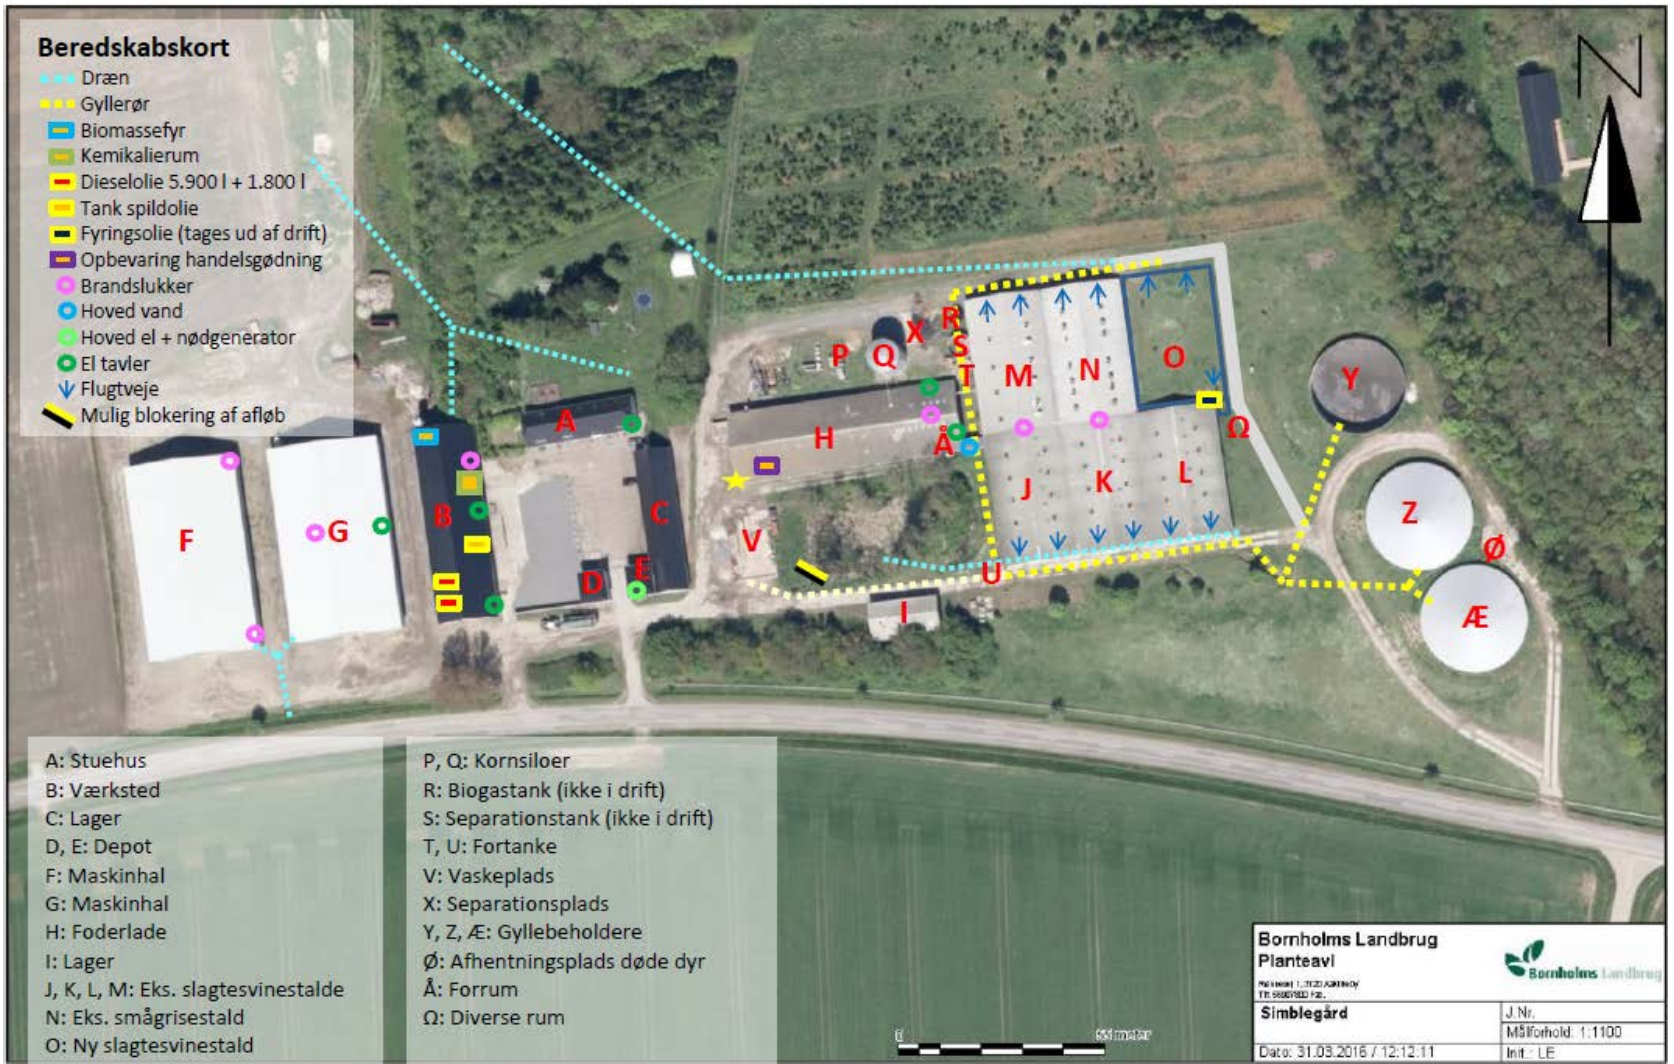 Beredskabskort
Dræn
Gyllerør
Biomassefyr
Kemikalierum
Dieselolie 5.900 l + 1.800 l
Tank spildolie
Fyringsolie (tages ud af drift)
Opbevaring handelsgødning
Brandslukker
Hoved vand
Hoved el + nødgenerator
El tavler
Flugtveje
Mulig blokering af afløb
N
R
X
S
P
Q
T
M
N
O
Y
A
H
Å
Ω
F
G
B
C
V
J
K
L
Z
Ø
D
E
U
I
Æ
A: Stuehus
B: Værksted
C: Lager
D, E: Depot
F: Maskinhal
G: Maskinhal
H: Foderlade
I: Lager
J, K, L, M: Eks. slagtesvinestalde
N: Eks. smågrisestald
O: Ny slagtesvinestald
P, Q: Kornsiloer
R: Biogastank (ikke i drift)
S: Separationstank (ikke i drift)
T, U: Fortanke
V: Vaskeplads
X: Separationsplads
Y, Z, Æ: Gyllebeholdere
Ø: Afhentningsplads døde dyr
Å: Forrum
Ω: Diverse rum
0 55 meter
Bornholms Landbrug
Planteavl
Bornholms Landbrug
Simblegård
J.Nr.
Målforhold: 1:1100
Dato: 31.03.2016 / 12:12:11
Init.: LE